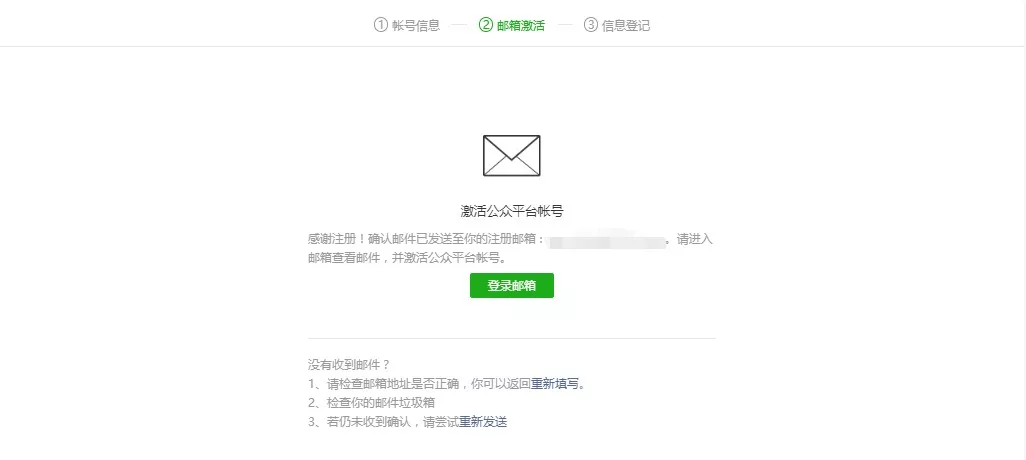 ① 帐号信息 ② 邮箱激活 ③ 信息登记
激活公众平台帐号
感谢注册！确认邮件已发送至你的注册邮箱： 。请进入
邮箱查看邮件，并激活公众平台帐号。
登录邮箱
没有收到邮件？
1、请检查邮箱地址是否正确，你可以返回重新填写。
2、检查你的邮件垃圾箱
3、若仍未收到确认，请尝试重新发送